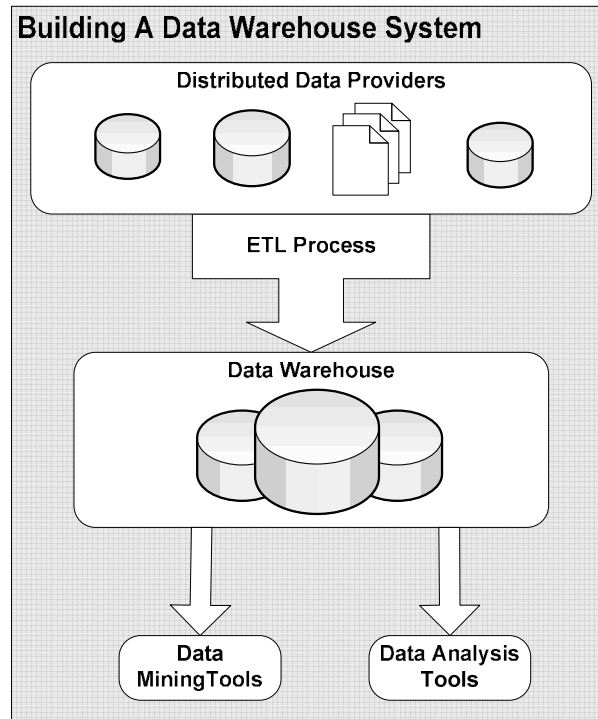 Building A Data Warehouse System
Distributed Data Providers
ETL Process
Data Warehouse
Data
MiningTools
Data Analysis
Tools